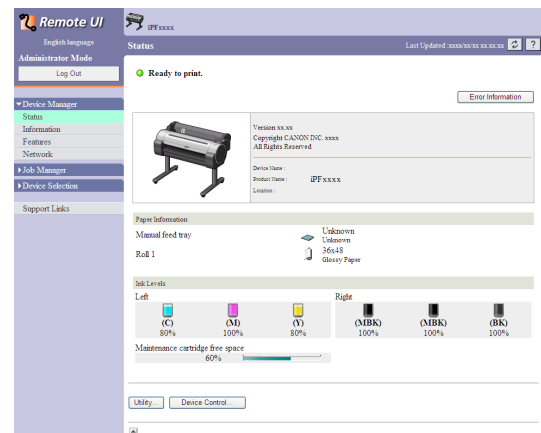 Remote UI
iPFxxxx
English language
Status
Last Updated :xxxx/xx/xx xx:xx:xx
?
Administrator Mode
Log Out
Ready to print.
Error Information
Device Manager
Status
Information
Features
Network
Job Manager
Device Selection
Support Links
Version xx.xx
Copyright CANON INC. xxxx
All Rights Reserved
Device Name :
Product Name : iPFxxxx
Location :
Paper Information
Manual feed tray
Unknown
Unknown
Roll 1
36x48
Glossy Paper
Ink Levels
Left Right
(C) (M) (Y) (MBK) (MBK) (BK)
80% 100% 80% 100% 100% 100%
Maintenance cartridge free space
60%
Utility... Device Control...